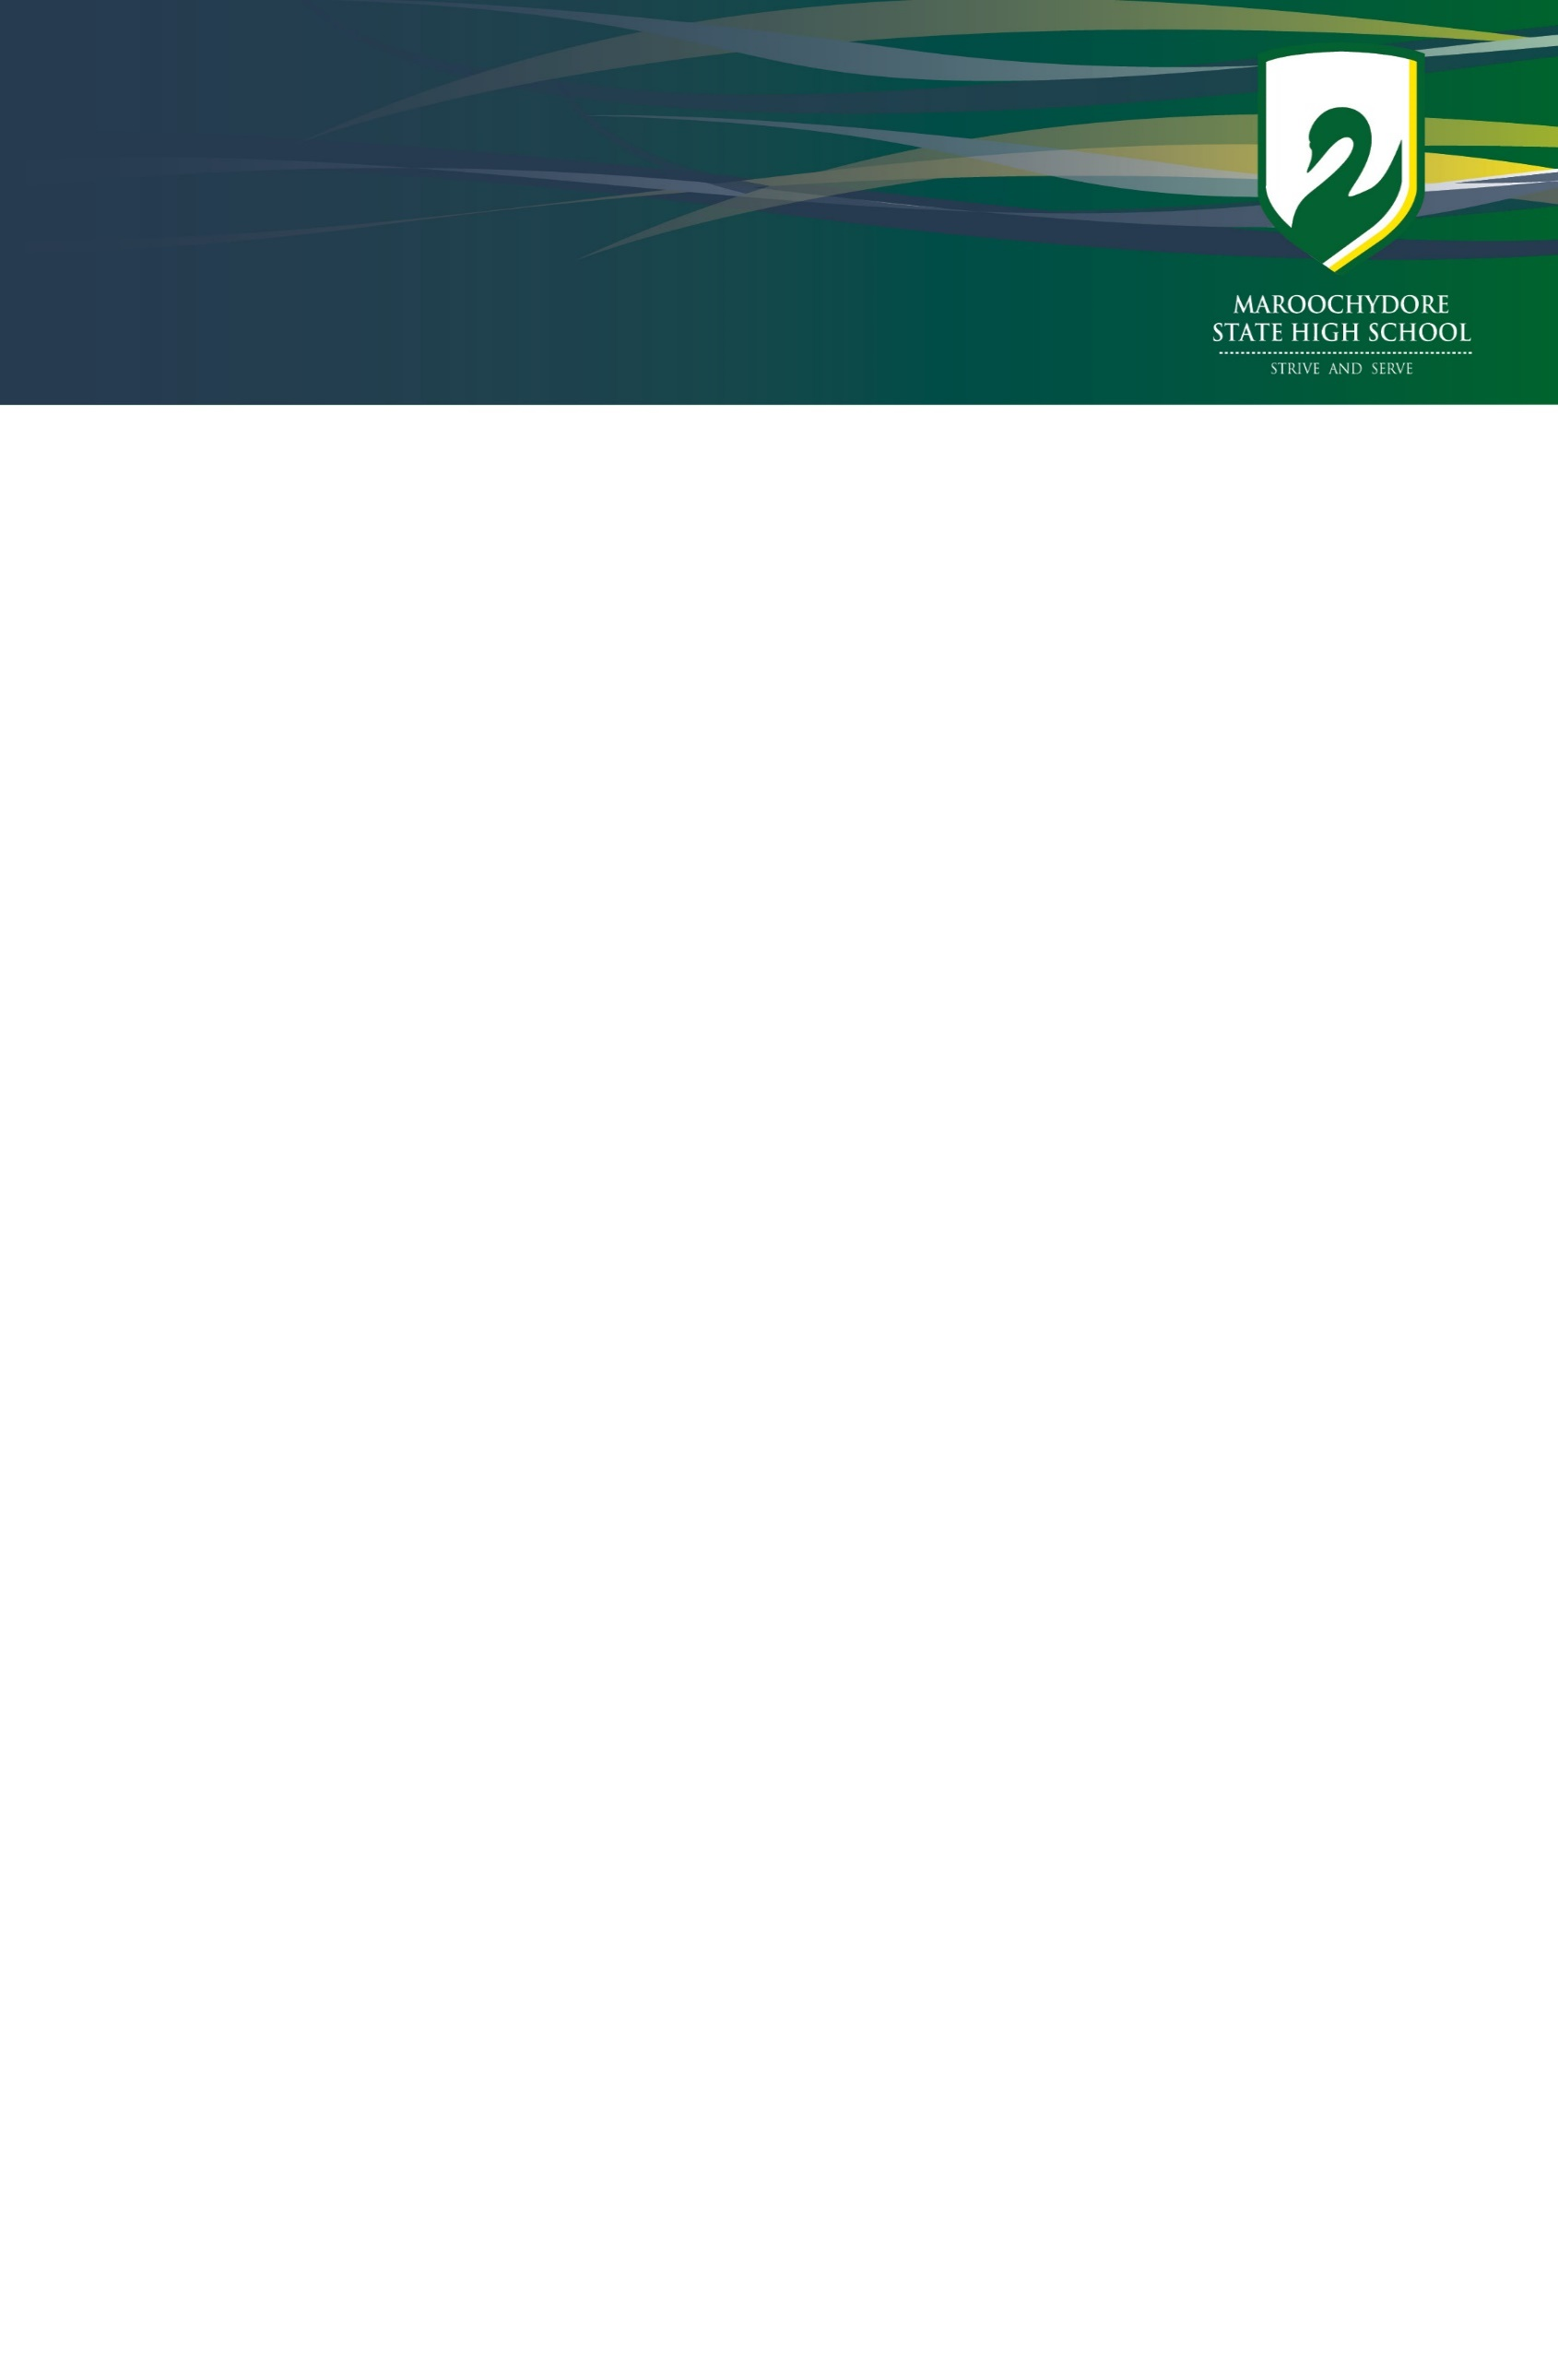 MAROOCHYDORE
STATE HIGH SCHOOL
STRIVE AND SERVE